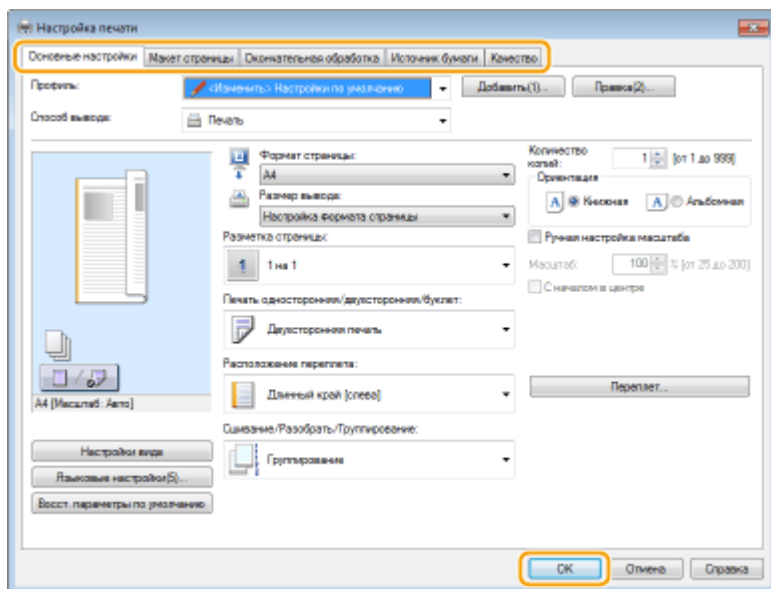 Настройка печати
Основные настройки Макет страницы Окончательная обработка Источник бумаги Качество
Профиль: <Изменить> Настройки по умолчанию Добавить(1)... Правка(2)...
Способ вывода: Печать
Формат страницы:
A4
Размер вывода:
Настройка формата страницы
Разметка страницы:
1 1 на 1
Печать односторонняя/двухсторонняя/буклет:
Двухсторонняя печать
Расположение переплета:
Длинный край [слева]
Сшивание/Разобрать/Группирование:
Группирование
Количество копий: 1 [от 1 до 999]
Ориентация
A Книжная A Альбомная
Ручная настройка масштаба
Масштаб: 100 % [от 25 до 200]
С началом в центре
Переплет...
A4 [Масштаб: Авто]
Настройки вида
Языковые настройки(5)...
Восст. параметры по умолчанию
OK Отмена Справка